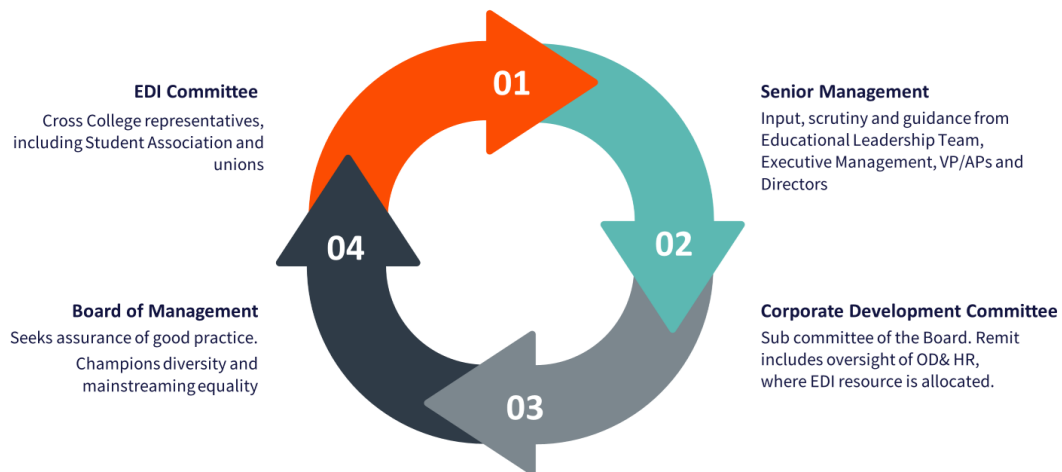 01
EDI Committee
Cross College representatives,
including Student Association and
unions
Senior Management
Input, scrutiny and guidance from
Educational Leadership Team,
Executive Management, VP/APs and
Directors
02
04
Board of Management
Seeks assurance of good practice.
Champions diversity and
mainstreaming equality
Corporate Development Committee
Sub committee of the Board. Remit
includes oversight of OD& HR,
where EDI resource is allocated.
03